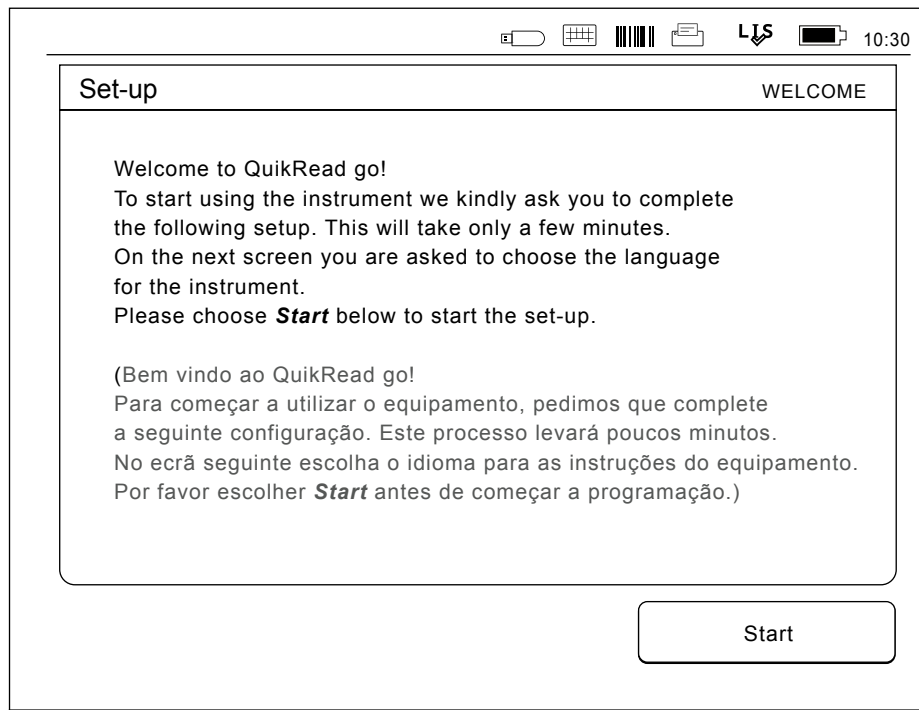 LIS 10:30
Set-up WELCOME
Welcome to QuikRead go!
To start using the instrument we kindly ask you to complete
the following setup. This will take only a few minutes.
On the next screen you are asked to choose the language
for the instrument.
Please choose Start below to start the set-up.
(Bem vindo ao QuikRead go!
Para começar a utilizar o equipamento, pedimos que complete
a seguinte configuração. Este processo levará poucos minutos.
No ecrã seguinte escolha o idioma para as instruções do equipamento.
Por favor escolher Start antes de começar a programação.)
Start